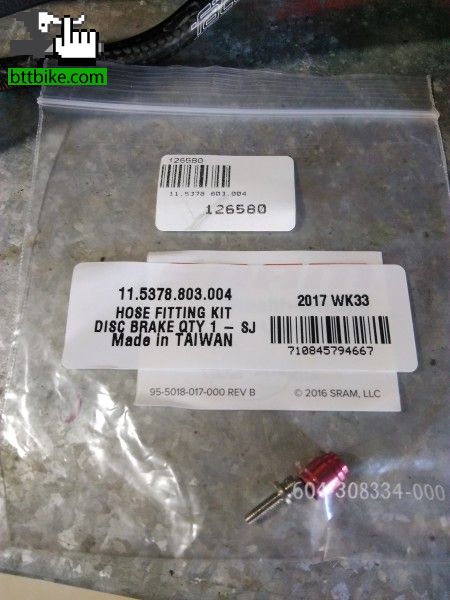 bttbike.com
126580
11.5378 803.004
126580
11.5378.803.004
2017 WK33
HOSE FITTING KIT
DISC BRAKE QTY 1 - SJ
Made in TAIWAN
710845794667
95-5018-017-000 REV B
© 2016 SRAM, LLC
604-308334-000